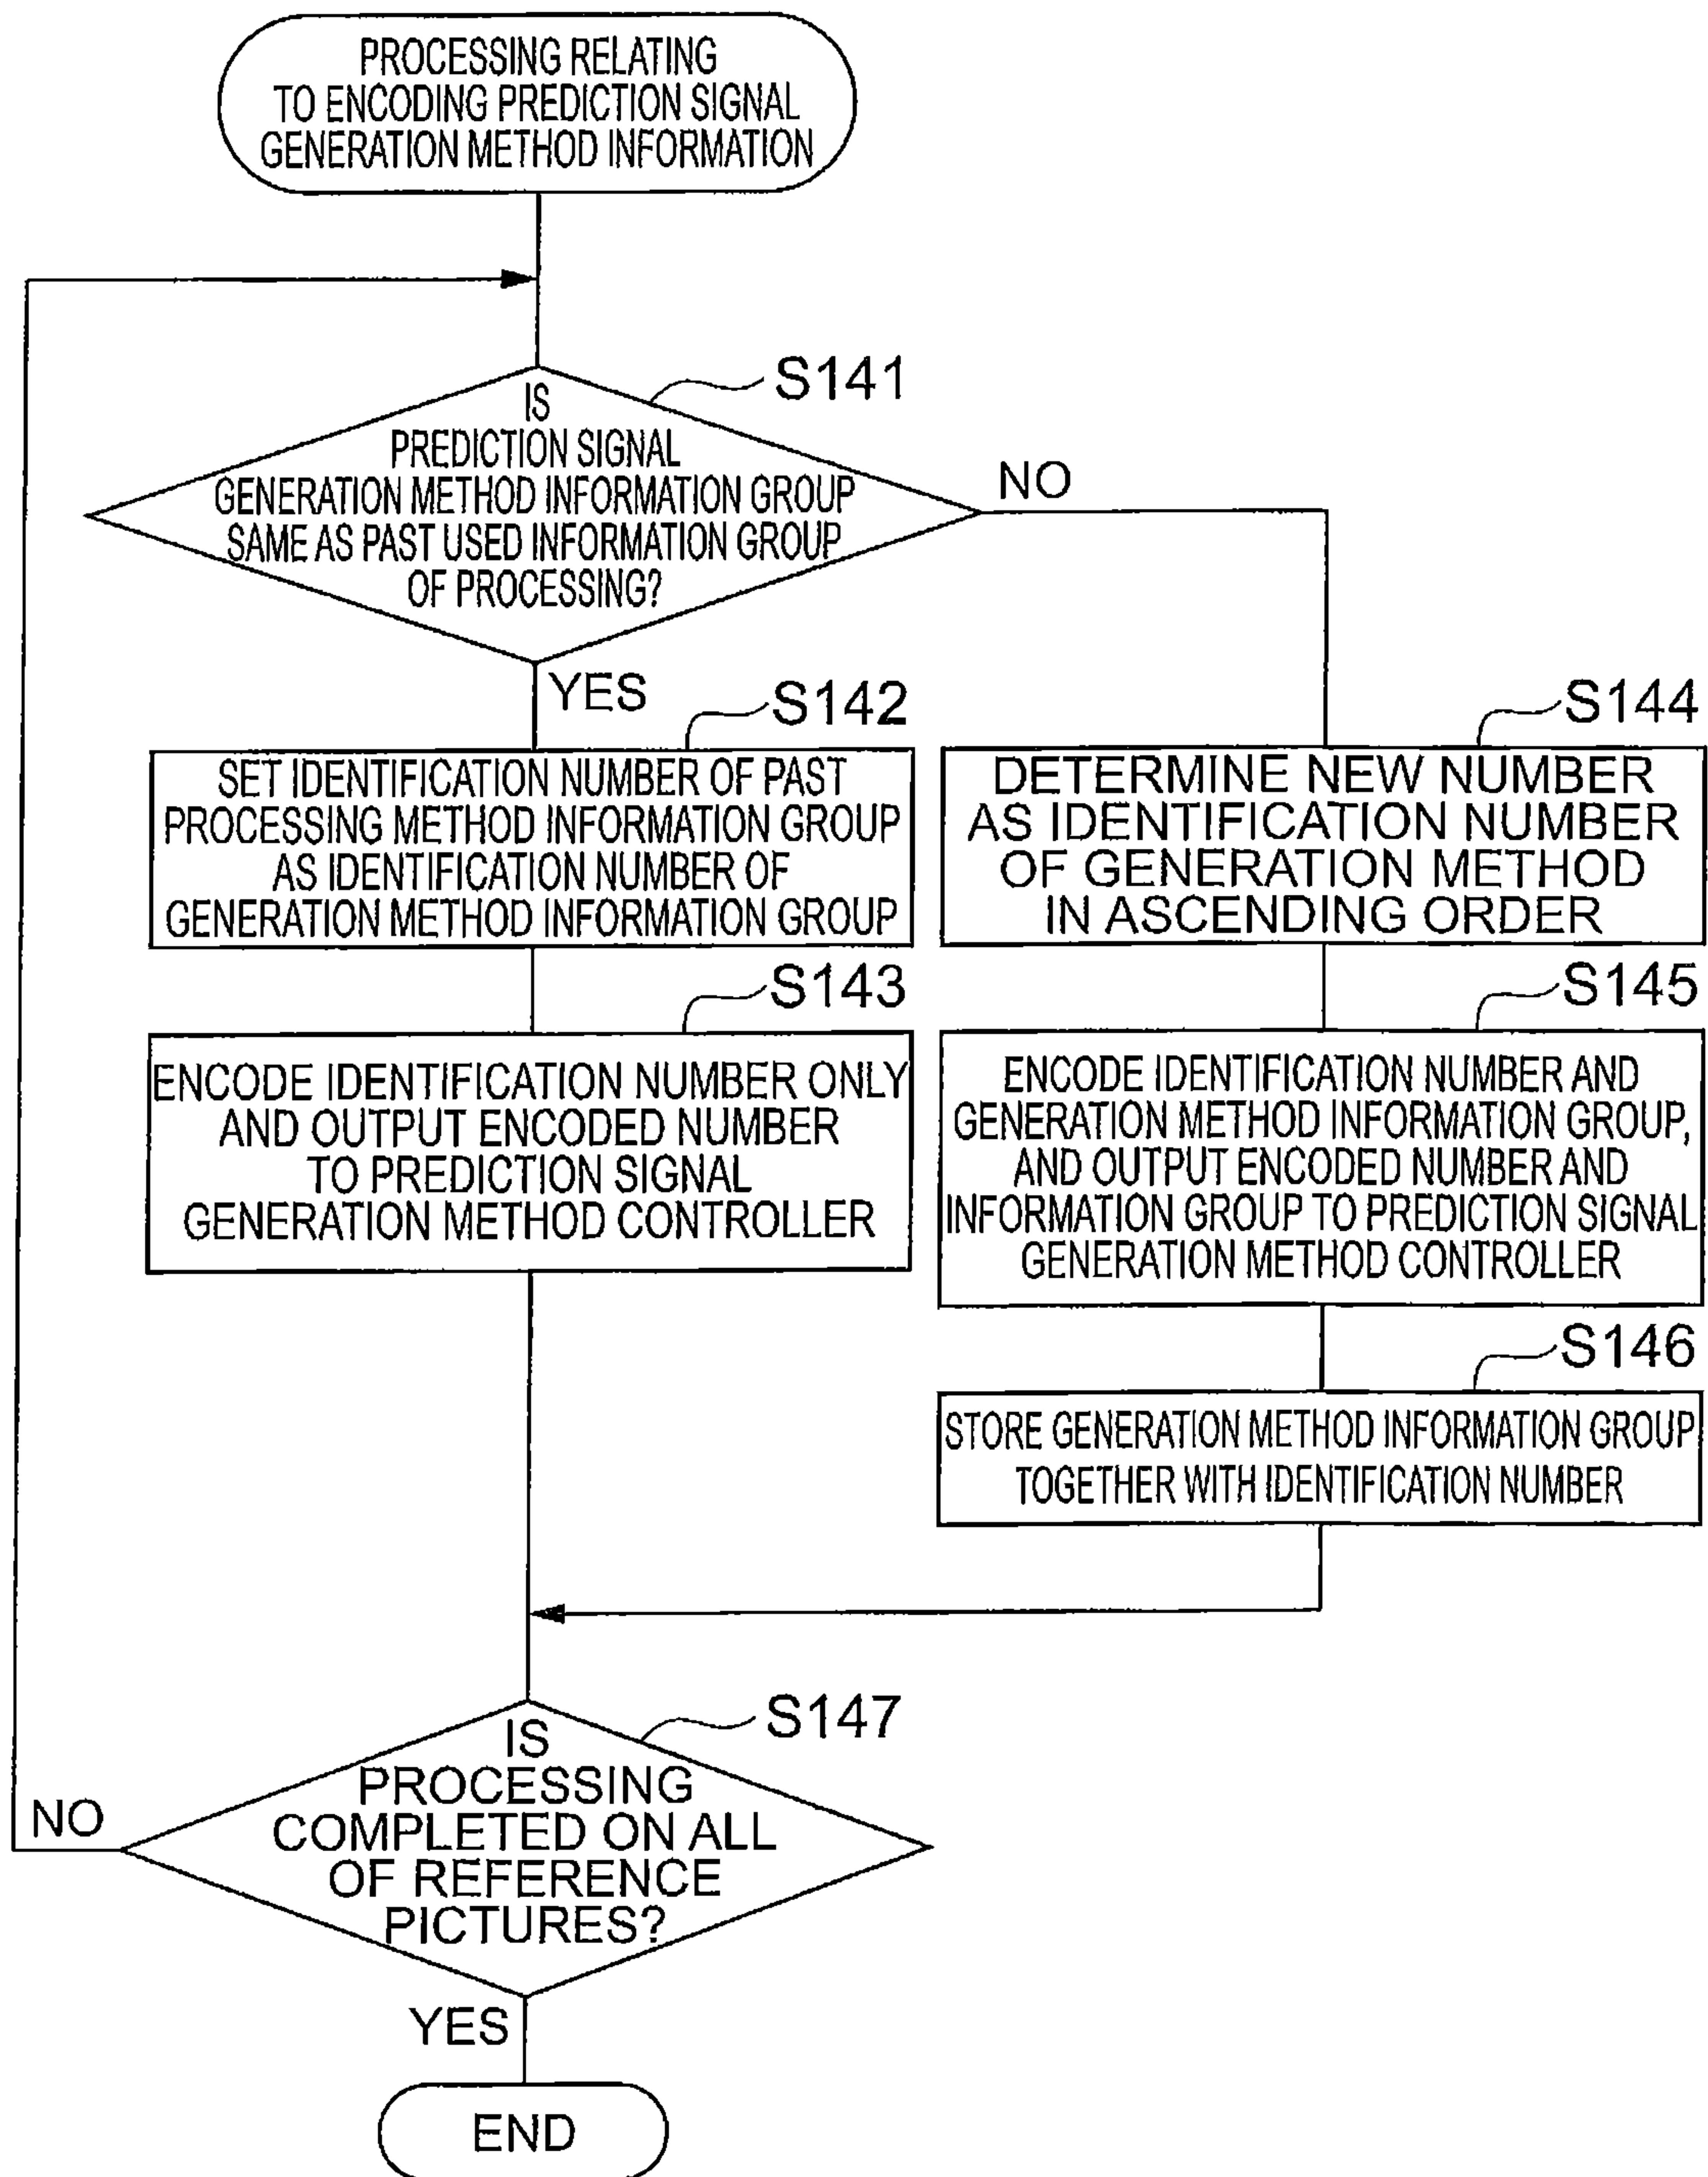 PROCESSING RELATING
TO ENCODING PREDICTION SIGNAL
GENERATION METHOD INFORMATION
S141
IS
PREDICTION SIGNAL
GENERATION METHOD INFORMATION GROUP
SAME AS PAST USED INFORMATION GROUP
OF PROCESSING?
NO
YES
S142
SET IDENTIFICATION NUMBER OF PAST
PROCESSING METHOD INFORMATION GROUP
AS IDENTIFICATION NUMBER OF
GENERATION METHOD INFORMATION GROUP
S144
DETERMINE NEW NUMBER
AS IDENTIFICATION NUMBER
OF GENERATION METHOD
IN ASCENDING ORDER
S143
ENCODE IDENTIFICATION NUMBER ONLY
AND OUTPUT ENCODED NUMBER
TO PREDICTION SIGNAL
GENERATION METHOD CONTROLLER
S145
ENCODE IDENTIFICATION NUMBER AND
GENERATION METHOD INFORMATION GROUP,
AND OUTPUT ENCODED NUMBER AND
INFORMATION GROUP TO PREDICTION SIGNAL
GENERATION METHOD CONTROLLER
S146
STORE GENERATION METHOD INFORMATION GROUP
TOGETHER WITH IDENTIFICATION NUMBER
S147
IS
PROCESSING
COMPLETED ON ALL
OF REFERENCE
PICTURES?
NO
YES
END